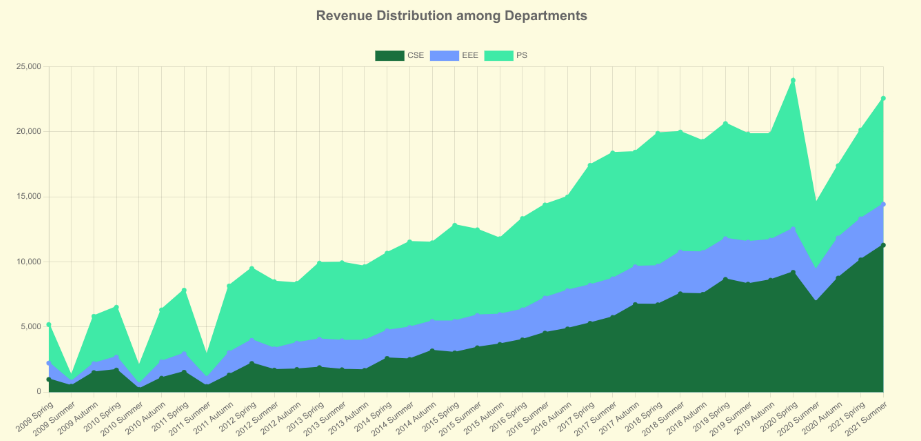 Revenue Distribution among Departments
CSE EEE PS
25,000
20,000
15,000
10,000
5,000
0
2009 Spring
2009 Summer
2009 Autumn
2010 Spring
2010 Summer
2010 Autumn
2011 Spring
2011 Summer
2011 Autumn
2012 Spring
2012 Summer
2012 Autumn
2013 Spring
2013 Summer
2013 Autumn
2014 Spring
2014 Summer
2014 Autumn
2015 Spring
2015 Summer
2015 Autumn
2016 Spring
2016 Summer
2016 Autumn
2017 Spring
2017 Summer
2017 Autumn
2018 Spring
2018 Summer
2018 Autumn
2019 Spring
2019 Summer
2019 Autumn
2020 Spring
2020 Summer
2020 Autumn
2021 Spring
2021 Summer